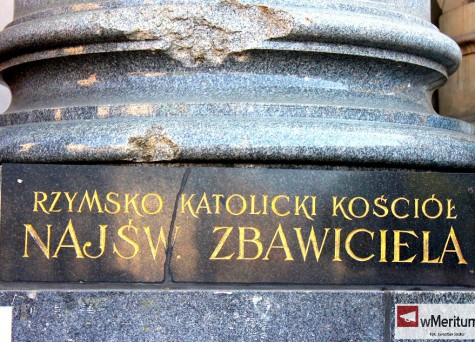 RZYMSKO KATOLICKI KOŚCIÓŁ
NAJŚW. ZBAWICIELA
wMeritum